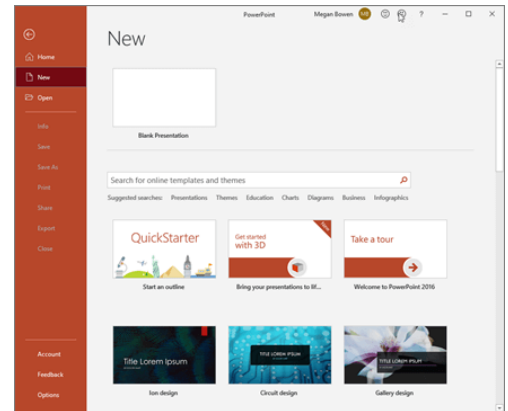 PowerPoint
Megan Bowen
?
New
Home
New
Open
Info
Save
Save As
Print
Share
Export
Close
Account
Feedback
Options
Blank Presentation
Search for online templates and themes
Suggested searches: Presentations Themes Education Charts Diagrams Business Infographics
QuickStarter
Start an outline
Get started
with 3D
Bring your presentations to lif...
Take a tour
Welcome to PowerPoint 2016
Title Lorem Ipsum
Ion design
TITLE LOREM IPSUM
Circuit design
TITLE LOREM IPSUM
Gallery design